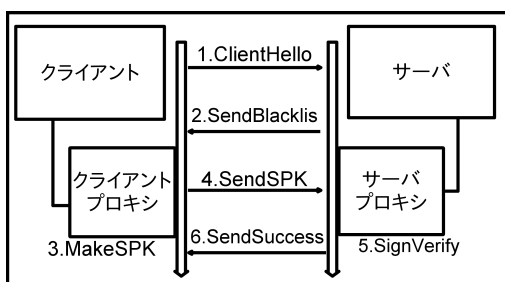 クライアント
サーバ
1.ClientHello
2.SendBlacklis
クライアント
プロキシ
4.SendSPK
サーバ
プロキシ
3.MakeSPK
6.SendSuccess
5.SignVerify